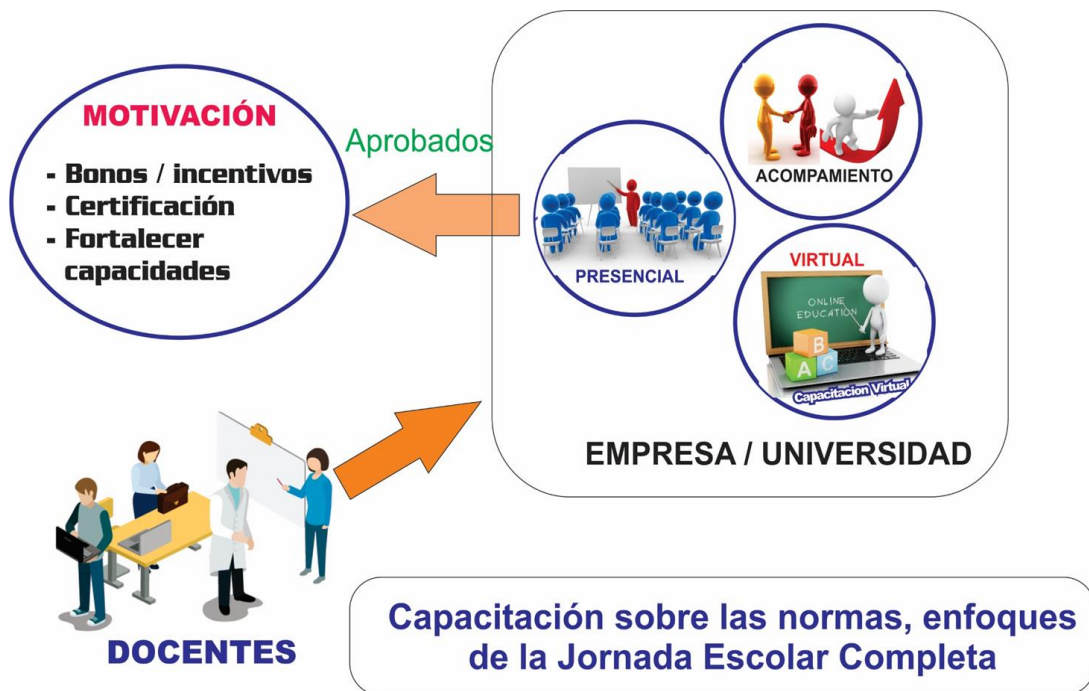 MOTIVACIÓN
- Bonos / incentivos
- Certificación
- Fortalecer
capacidades
Aprobados
ACOMPAMIENTO
PRESENCIAL
VIRTUAL
ONLINE
EDUCATION
B
A C
Capacitacion Virtual
EMPRESA / UNIVERSIDAD
DOCENTES
Capacitación sobre las normas, enfoques
de la Jornada Escolar Completa